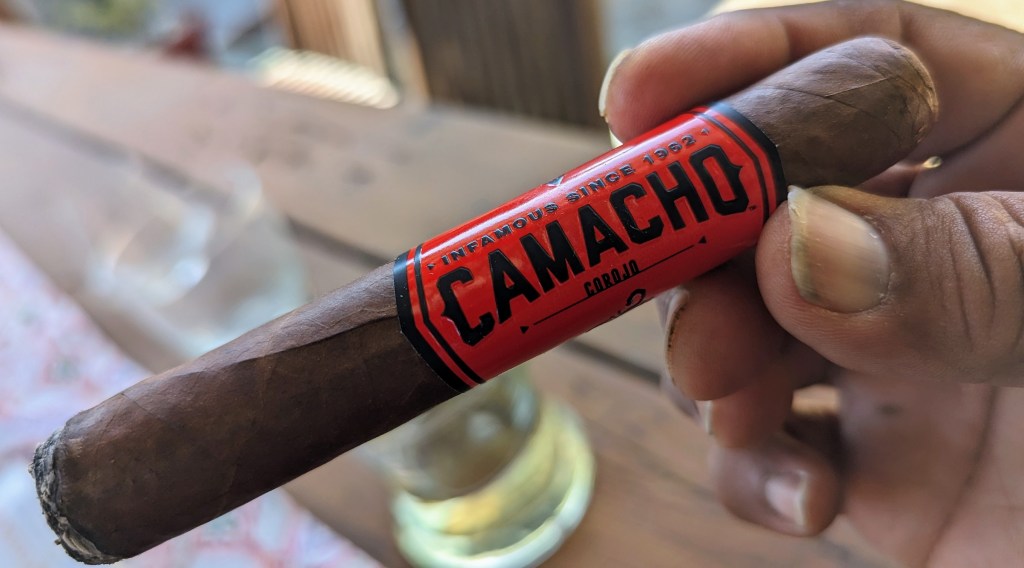 INFAMOUS SINCE 1962
CAMACHO
COROJO